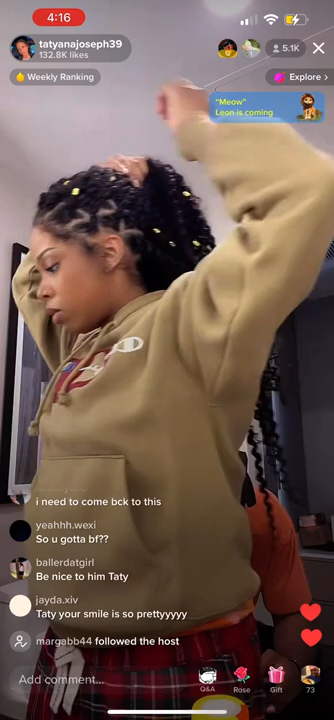 4:16
tatyanajoseph39
132.8K likes
5.1K
Weekly Ranking
Explore >
"Meow"
Leon is coming
i need to come bck to this
yeahhh.wexi
So u gotta bf??
ballerdatgirl
Be nice to him Taty
jayda.xiv
Taty your smile is so prettyyyyy
margabb44 followed the host
Add comment...
Q&A
Rose
Gift
73